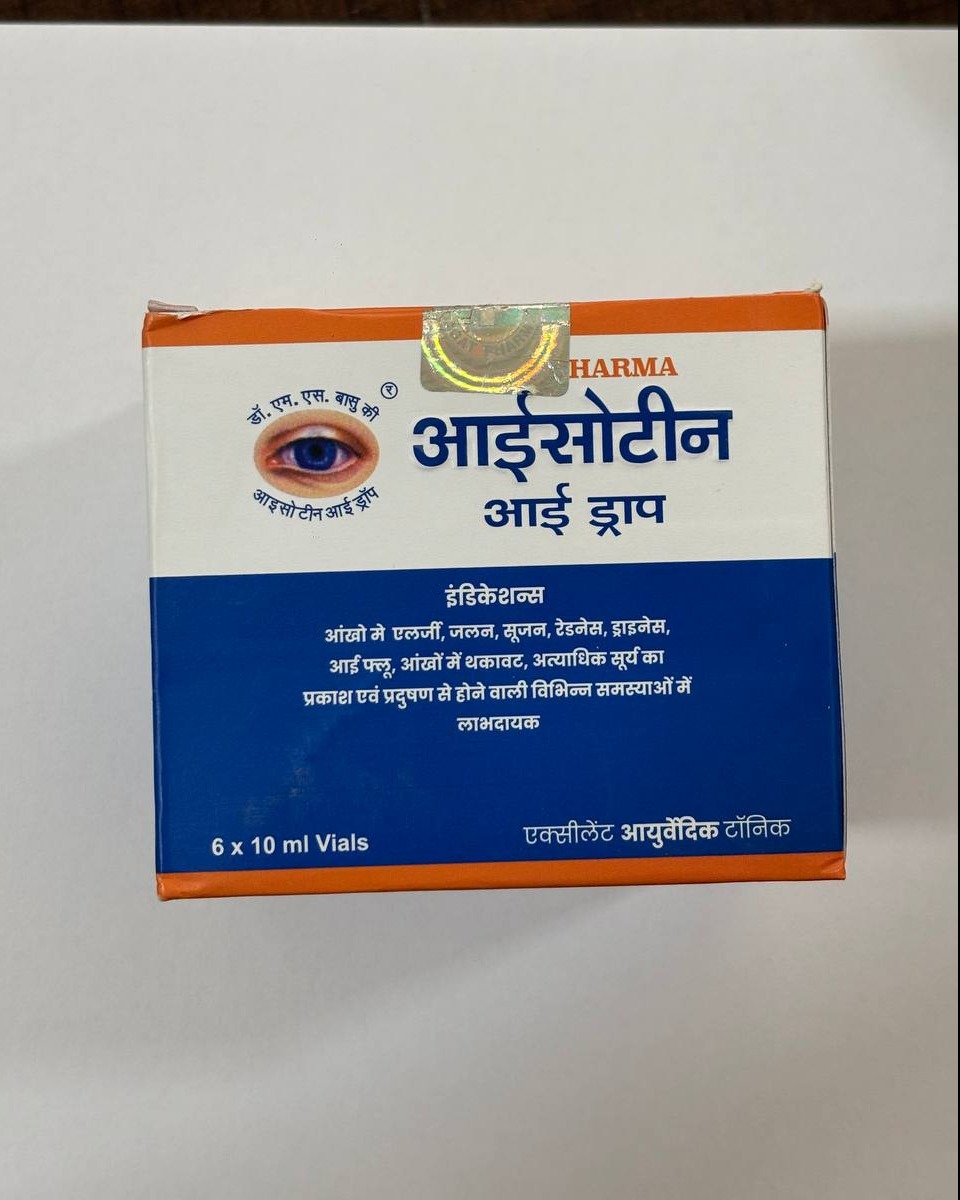 HARMA
डॉ. एम. एस. बासु की
र
आइसोटीन आई ड्रॉप
आईसोटीन
आई ड्राप
इंडिकेशन्स
आंखो मे एलर्जी, जलन, सूजन, रेडनेस, ड्राइनेस,
आई फ्लू, आंखों में थकावट, अत्याधिक सूर्य का
प्रकाश एवं प्रदुषण से होने वाली विभिन्न समस्याओं में
लाभदायक
6 x 10 ml Vials
एक्सीलेंट आयुर्वेदिक टॉनिक